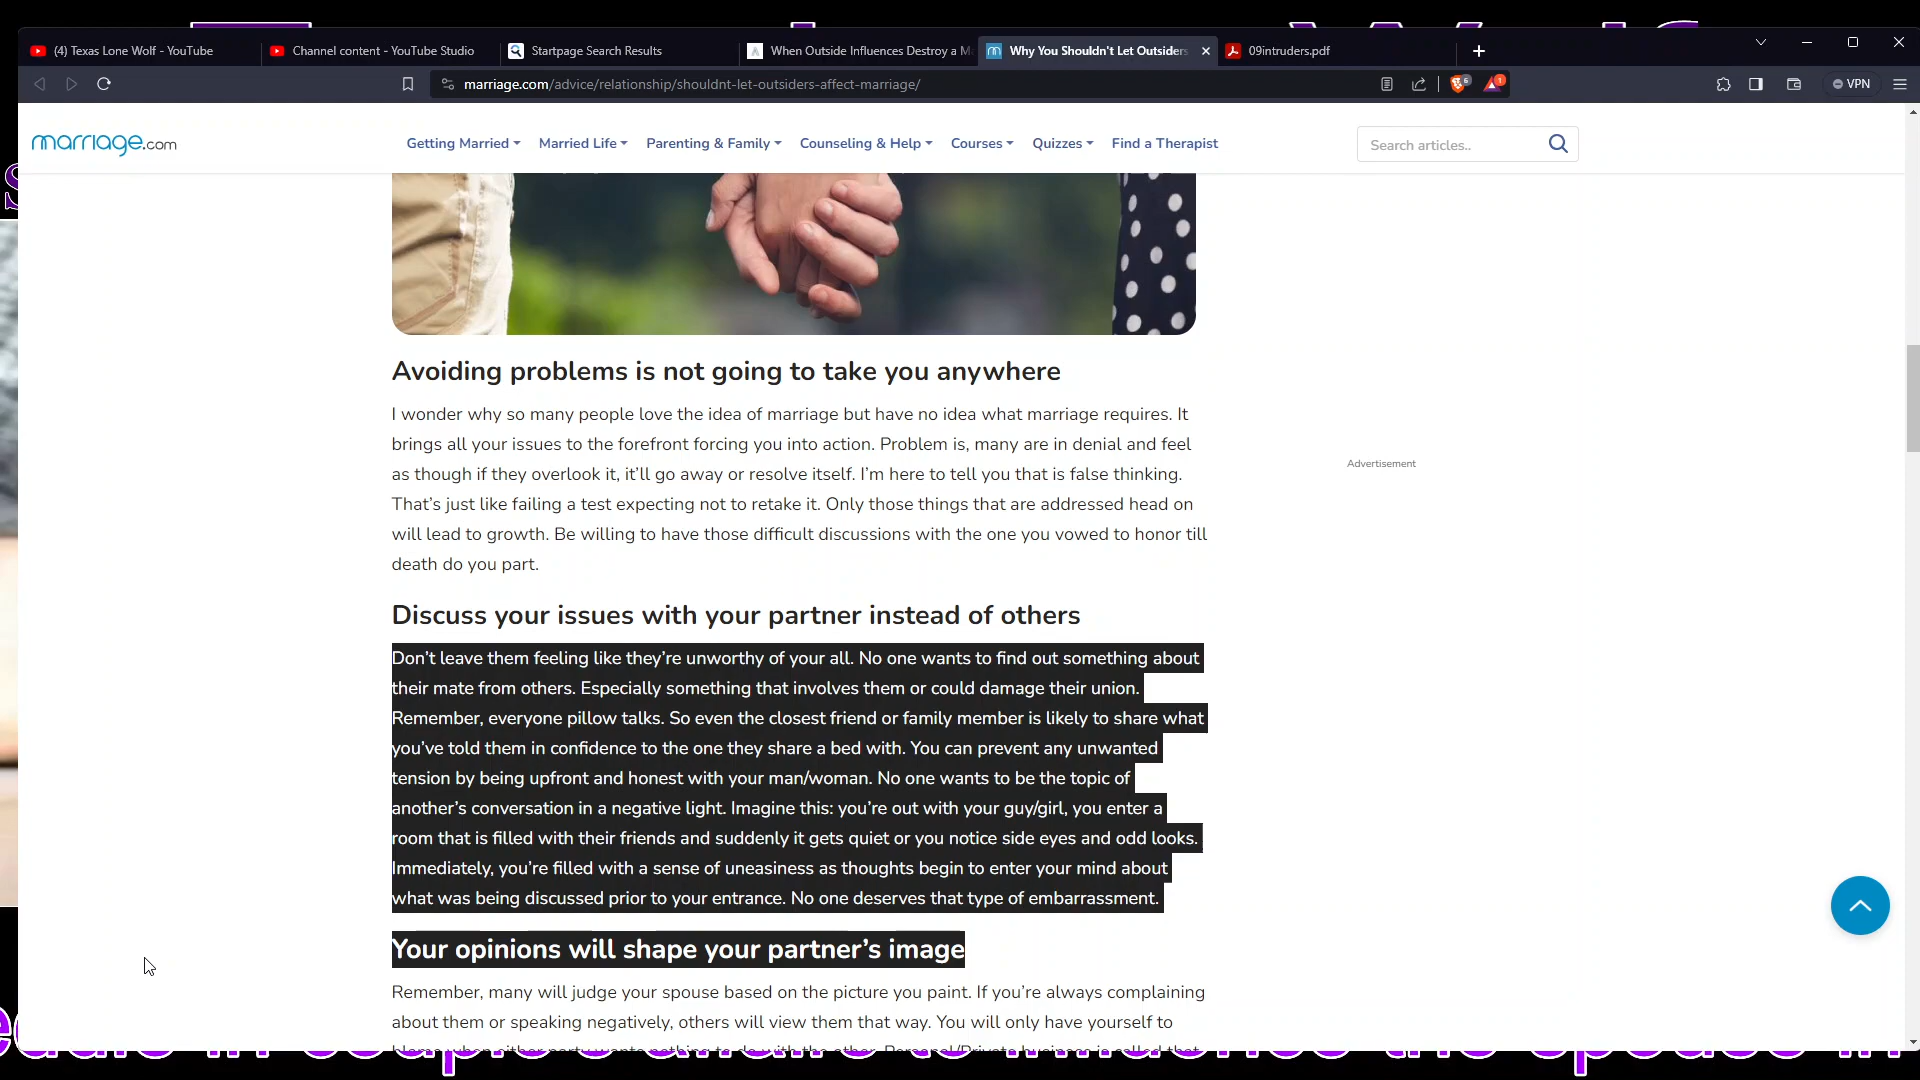 (4) Texas Lone Wolf - YouTube
Channel content - YouTube Studio
Startpage Search Results
When Outside Influences Destroy a M
Why You Shouldn't Let Outsiders
09intruders.pdf
marriage.com/advice/relationship/shouldnt-let-outsiders-affect-marriage/
6
1
VPN
marriage.com
Getting Married
Married Life
Parenting & Family
Counseling & Help
Courses
Quizzes
Find a Therapist
Search articles..
Avoiding problems is not going to take you anywhere
I wonder why so many people love the idea of marriage but have no idea what marriage requires. It
brings all your issues to the forefront forcing you into action. Problem is, many are in denial and feel
as though if they overlook it, it'll go away or resolve itself. I'm here to tell you that is false thinking.
That's just like failing a test expecting not to retake it. Only those things that are addressed head on
will lead to growth. Be willing to have those difficult discussions with the one you vowed to honor till
death do you part.
Advertisement
Discuss your issues with your partner instead of others
Don't leave them feeling like they're unworthy of your all. No one wants to find out something about
their mate from others. Especially something that involves them or could damage their union.
Remember, everyone pillow talks. So even the closest friend or family member is likely to share what
you've told them in confidence to the one they share a bed with. You can prevent any unwanted
tension by being upfront and honest with your man/woman. No one wants to be the topic of
another's conversation in a negative light. Imagine this: you're out with your guy/girl, you enter a
room that is filled with their friends and suddenly it gets quiet or you notice side eyes and odd looks.
Immediately, you're filled with a sense of uneasiness as thoughts begin to enter your mind about
what was being discussed prior to your entrance. No one deserves that type of embarrassment.
Your opinions will shape your partner's image
Remember, many will judge your spouse based on the picture you paint. If you're always complaining
about them or speaking negatively, others will view them that way. You will only have yourself to
blame when either party wants nothing to do with the other. Personal/Private business is called that